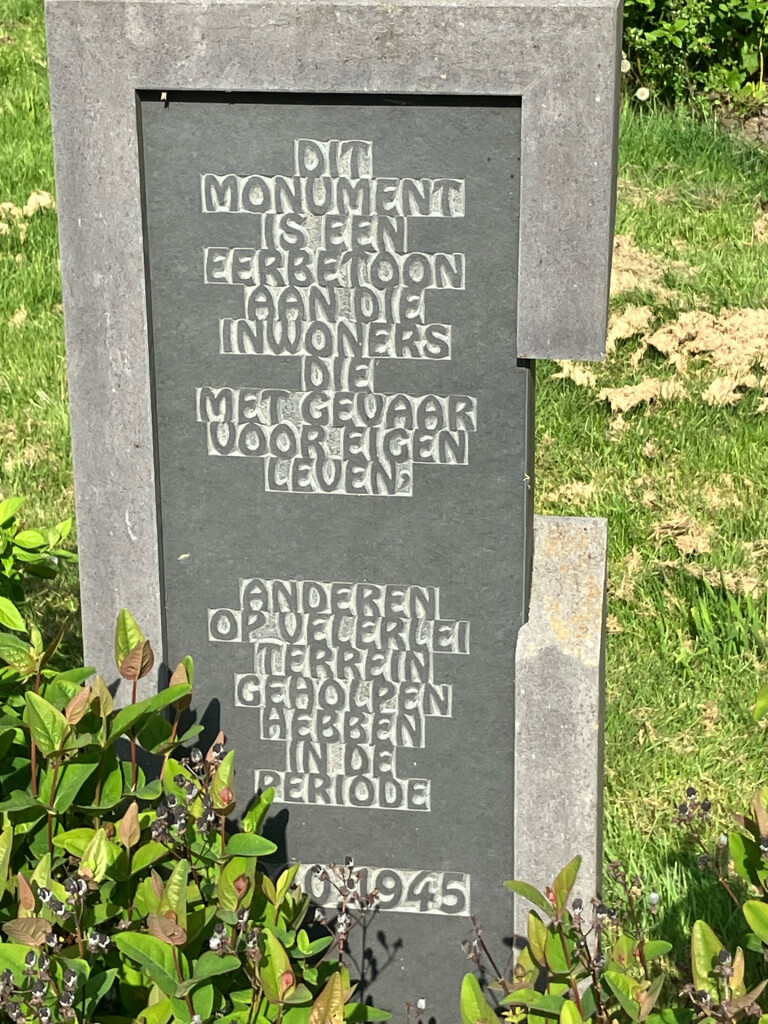 DIT
MONUMENT
IS EEN
EERBETOON
AAN DIE
INWONERS
DIE
MET GEVAAR
VOOR EIGEN
LEVEN,
ANDEREN
OP VELERLEI
TERREIN
GEHOLPEN
HEBBEN
IN DE
PERIODE
1945